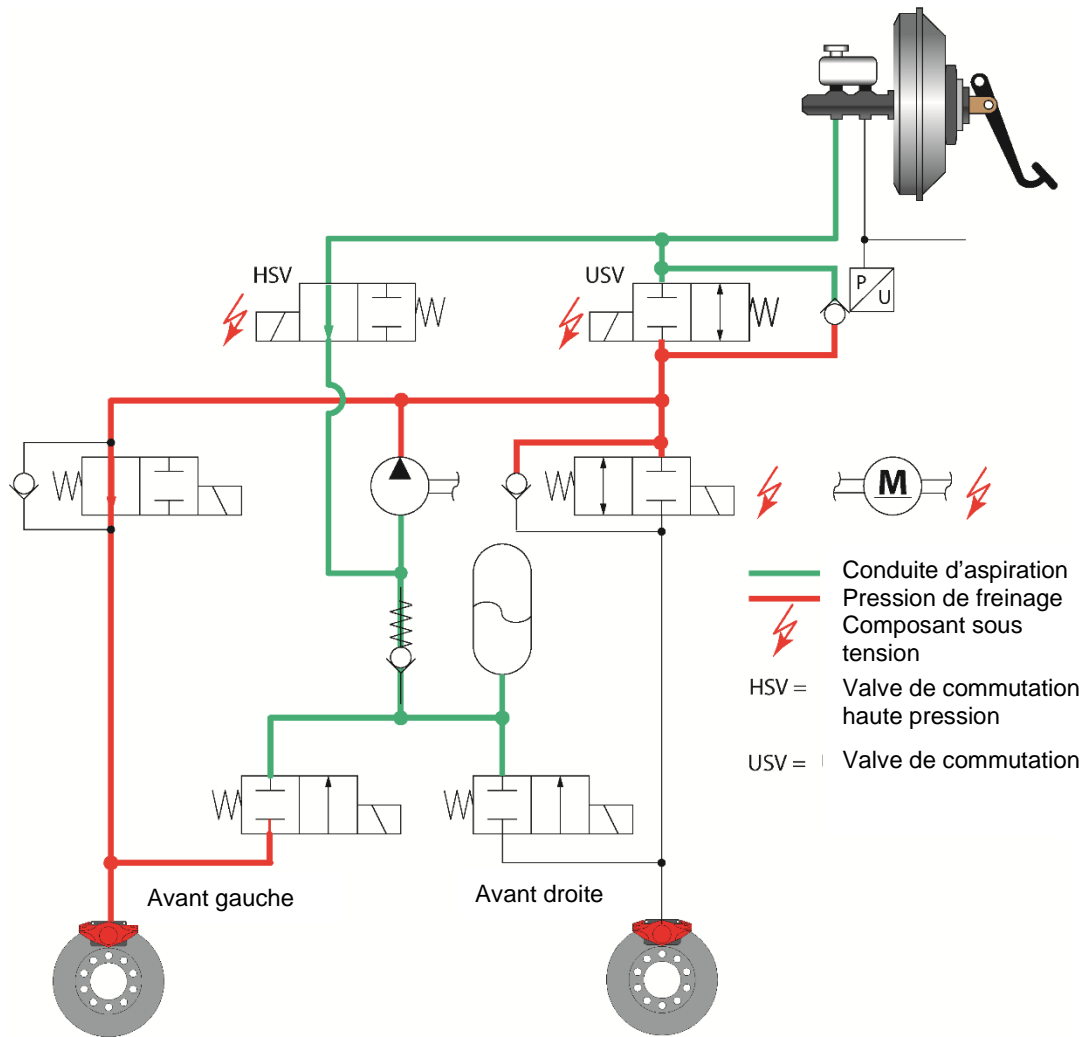 HSV
USV
P
U
M
Conduite d'aspiration
Pression de freinage
Composant sous
tension
HSV = Valve de commutation
haute pression
USV = Valve de commutation
Avant gauche
Avant droite